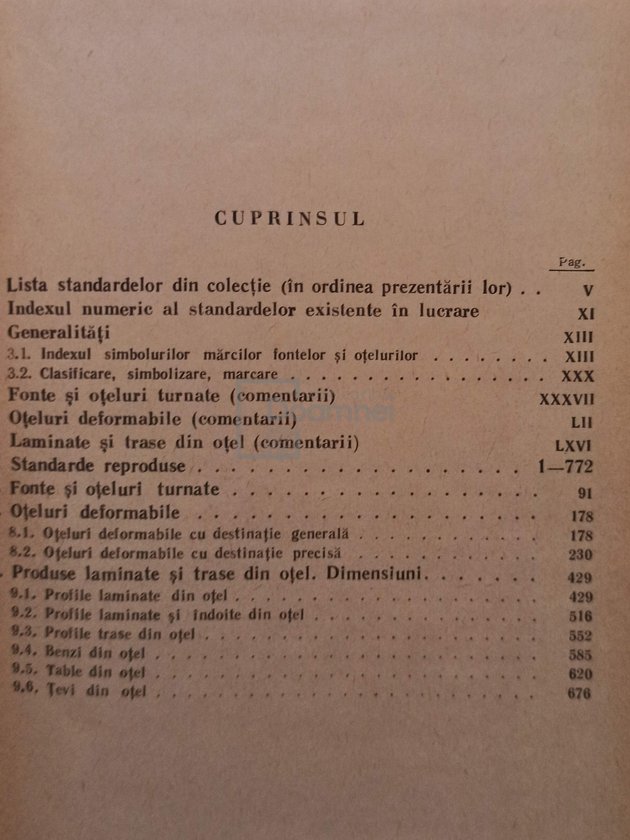 CUPRINSUL
Pag.
Lista standardelor din colecție (în ordinea prezentării lor) . . V
Indexul numeric al standardelor existente în lucrare XI
Generalități XIII
3.1. Indexul simbolurilor mărcilor fontelor și oțelurilor . . . . . . . . XIII
3.2. Clasificare, simbolizare, marcare . . . . . . . . . . . . . . . . XXX
Fonte și oțeluri turnate (comentarii) XXXVII
Oțeluri deformabile (comentarii) LII
Laminate și trase din oțel (comentarii) LXVI
Standarde reproduse . . . . . . . . . . . . . . . . . . 1—772
Fonte și oțeluri turnate . . . . . . . . . . . . . . . . . 91
Oțeluri deformabile . . . . . . . . . . . . . . . . . . 178
8.1. Oțeluri deformabile cu destinație generală . . . . . . . . . . . 178
8.2. Oțeluri deformabile cu destinație precisă . . . . . . . . . . . . 230
Produse laminate și trase din oțel. Dimensiuni. . . . . . . 429
9.1. Profile laminate din oțel . . . . . . . . . . . . . . . . . . . 429
9.2. Profile laminate și îndoite din oțel . . . . . . . . . . . . . . 516
9.3. Profile trase din oțel . . . . . . . . . . . . . . . . . . . . . 552
9.4. Benzi din oțel . . . . . . . . . . . . . . . . . . . . . . . . 585
9.5. Table din oțel . . . . . . . . . . . . . . . . . . . . . . . . 620
9.6. Țevi din oțel . . . . . . . . . . . . . . . . . . . . . . . . 676